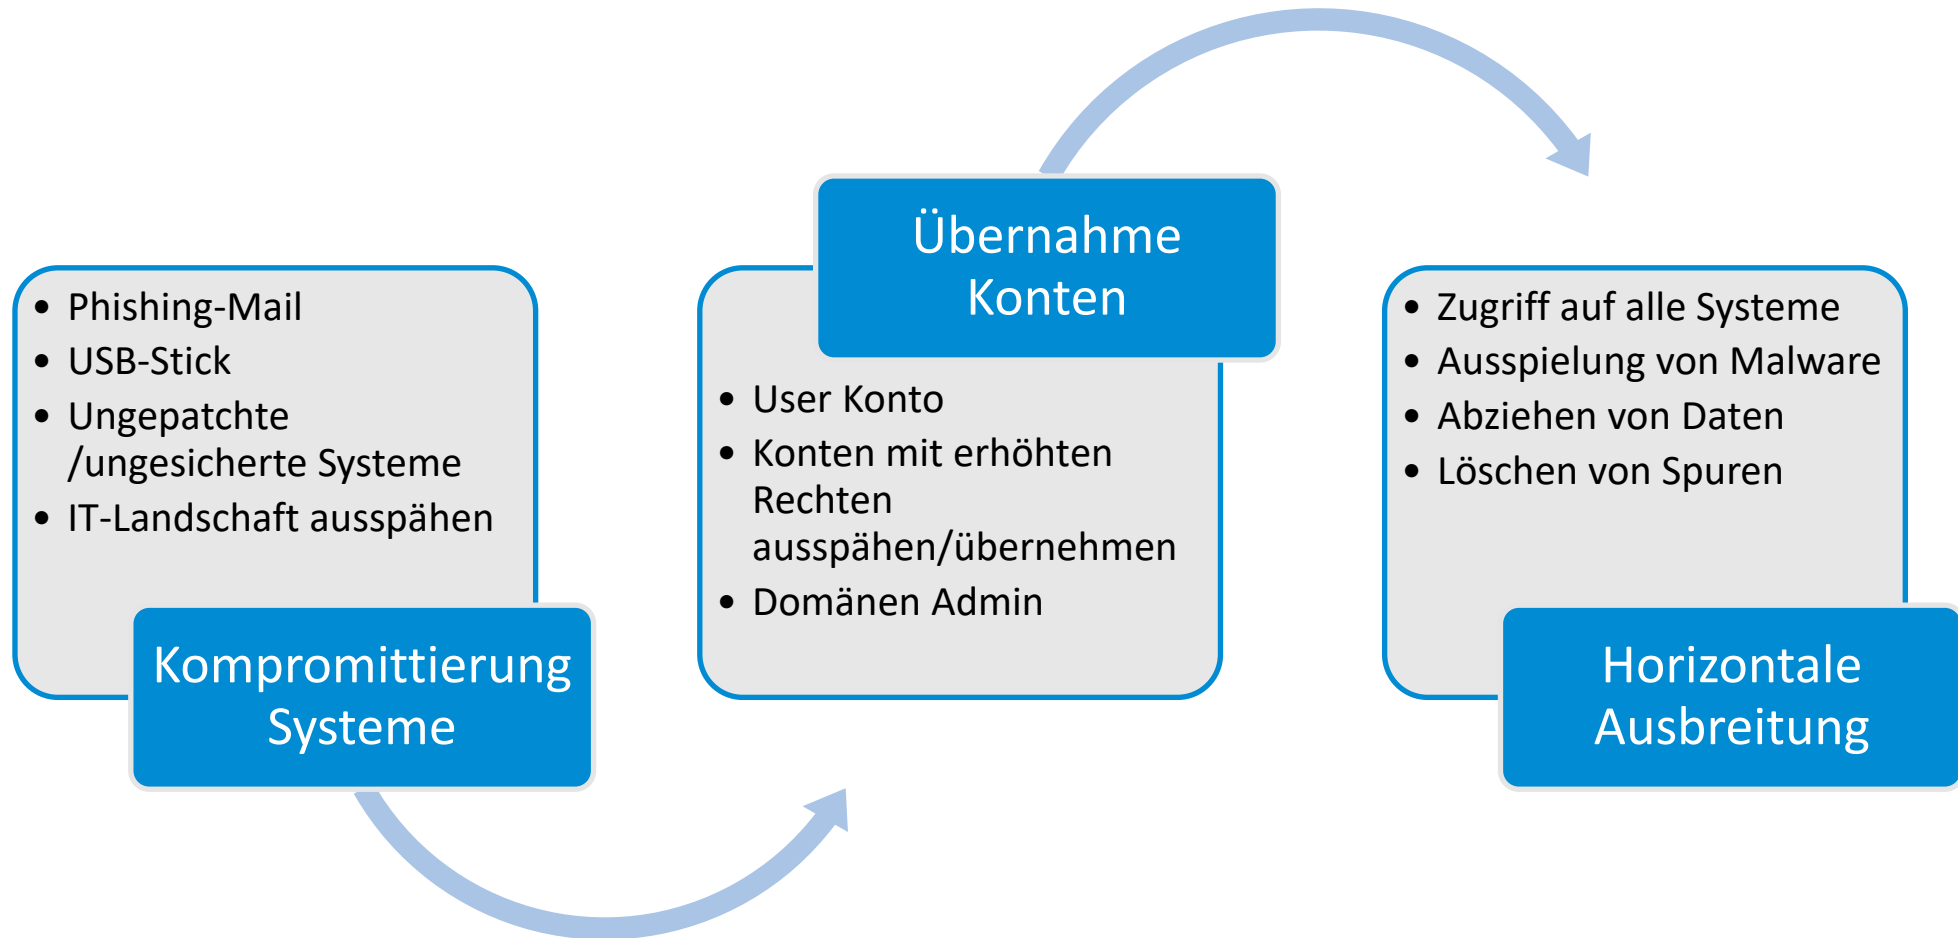 • Phishing-Mail
• USB-Stick
• Ungepatchte
/ungesicherte Systeme
• IT-Landschaft ausspähen
Kompromittierung
Systeme
Übernahme
Konten
• User Konto
• Konten mit erhöhten
Rechten
ausspähen/übernehmen
• Domänen Admin
• Zugriff auf alle Systeme
• Ausspielung von Malware
• Abziehen von Daten
• Löschen von Spuren
Horizontale
Ausbreitung